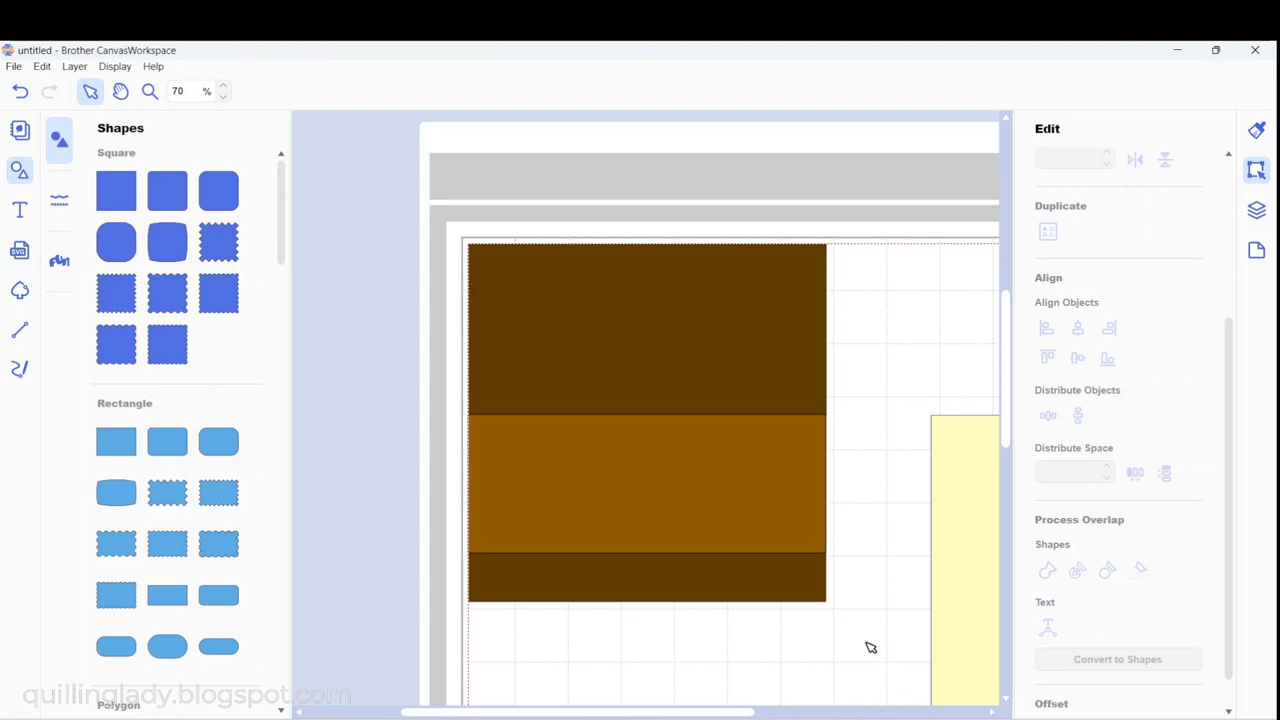 untitled - Brother CanvasWorkspace
File Edit Layer Display Help
70 %
Shapes
Square
Rectangle
Polygon
SVG
Edit
Duplicate
Align
Align Objects
Distribute Objects
Distribute Space
Process Overlap
Shapes
Text
Convert to Shapes
Offset
quillinglady.blogspot.com